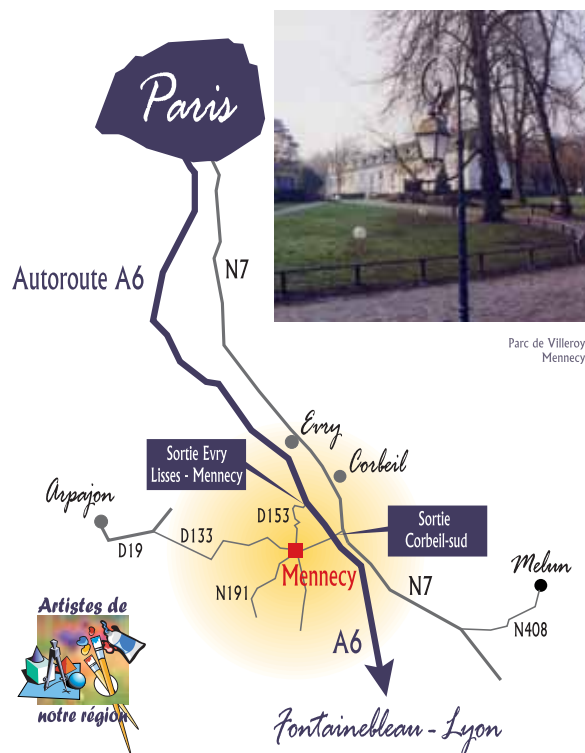 Paris
Autoroute A6
N7
Parc de Villeroy
Mennecy
Evry
Sortie Evry
Lisses - Mennecy
Corbeil
Arpajon
D153
Sortie
Corbeil-sud
D133
D19
Mennecy
Melun
N191
N7
N408
Artistes de
notre région
A6
Fontainebleau - Lyon